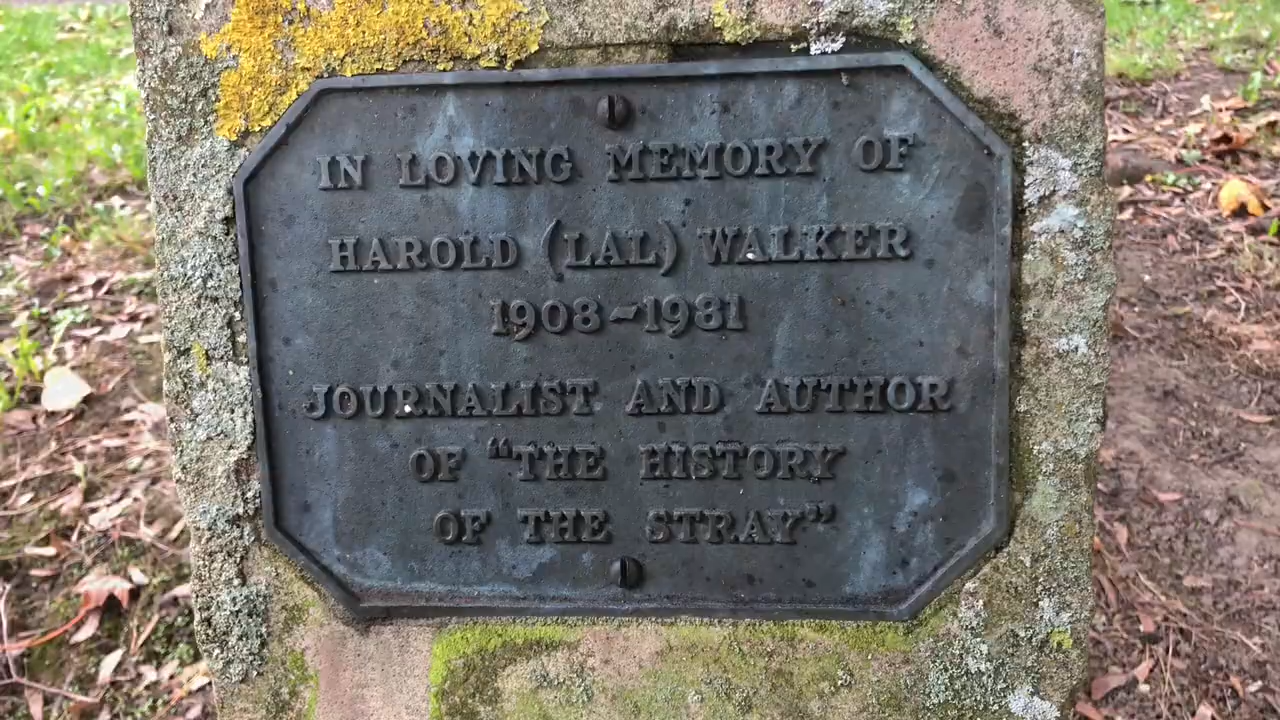 IN LOVING MEMORY OF
HAROLD (LAL) WALKER
1908-1981
JOURNALIST AND AUTHOR
OF "THE HISTORY
OF THE STRAY"